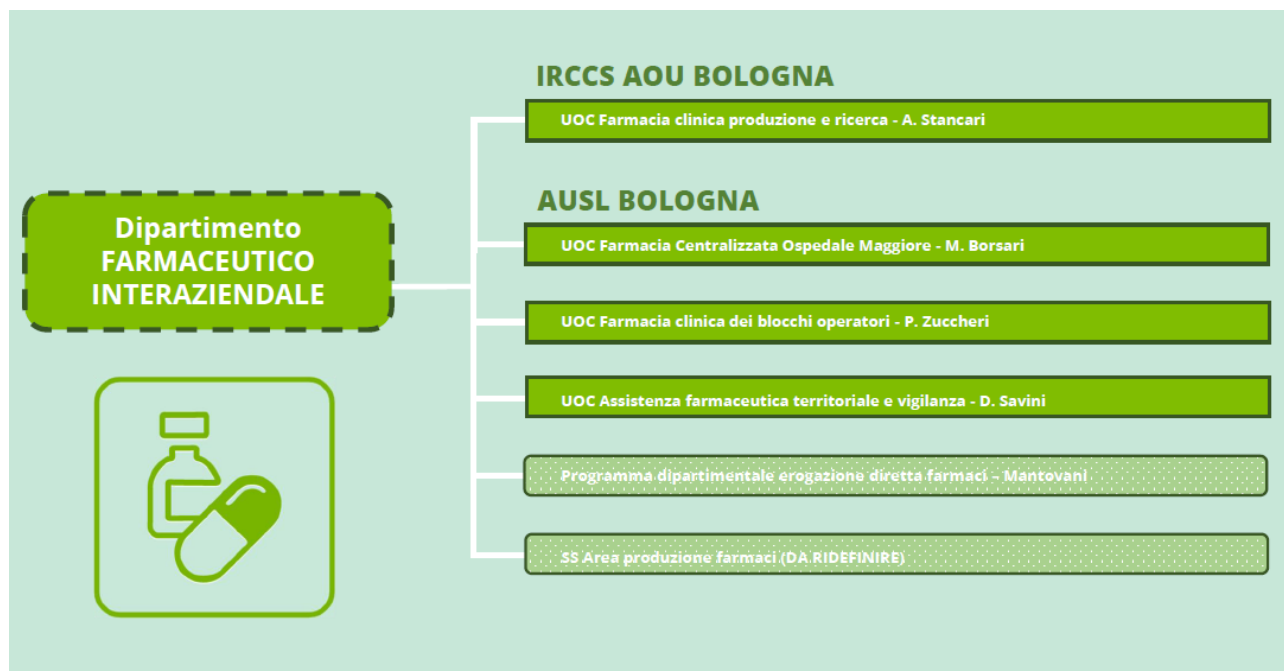 IRCCS AOU BOLOGNA
UOC Farmacia clinica produzione e ricerca - A. Stancari
AUSL BOLOGNA
Dipartimento
FARMACEUTICO
INTERAZIENDALE
UOC Farmacia Centralizzata Ospedale Maggiore - M. Borsari
UOC Farmacia clinica dei blocchi operatori - P. Zuccheri
UOC Assistenza farmaceutica territoriale e vigilanza - D. Savini
Programma dipartimentale erogazione diretta farmaci – Mantovani
SS Area produzione farmaci (DA RIDEFINIRE)